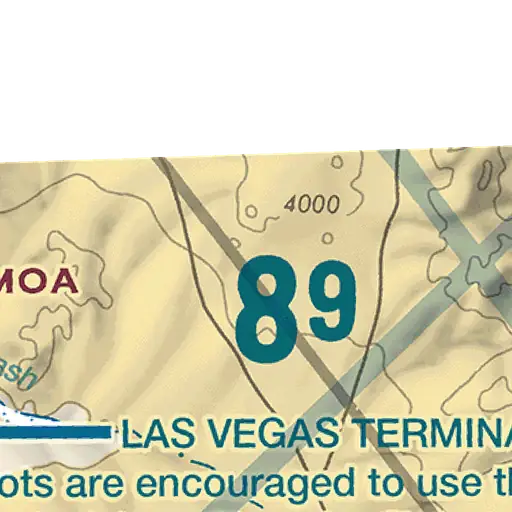 4000
MOA
89
ash
LAS VEGAS TERMINA
ots are encouraged to use th